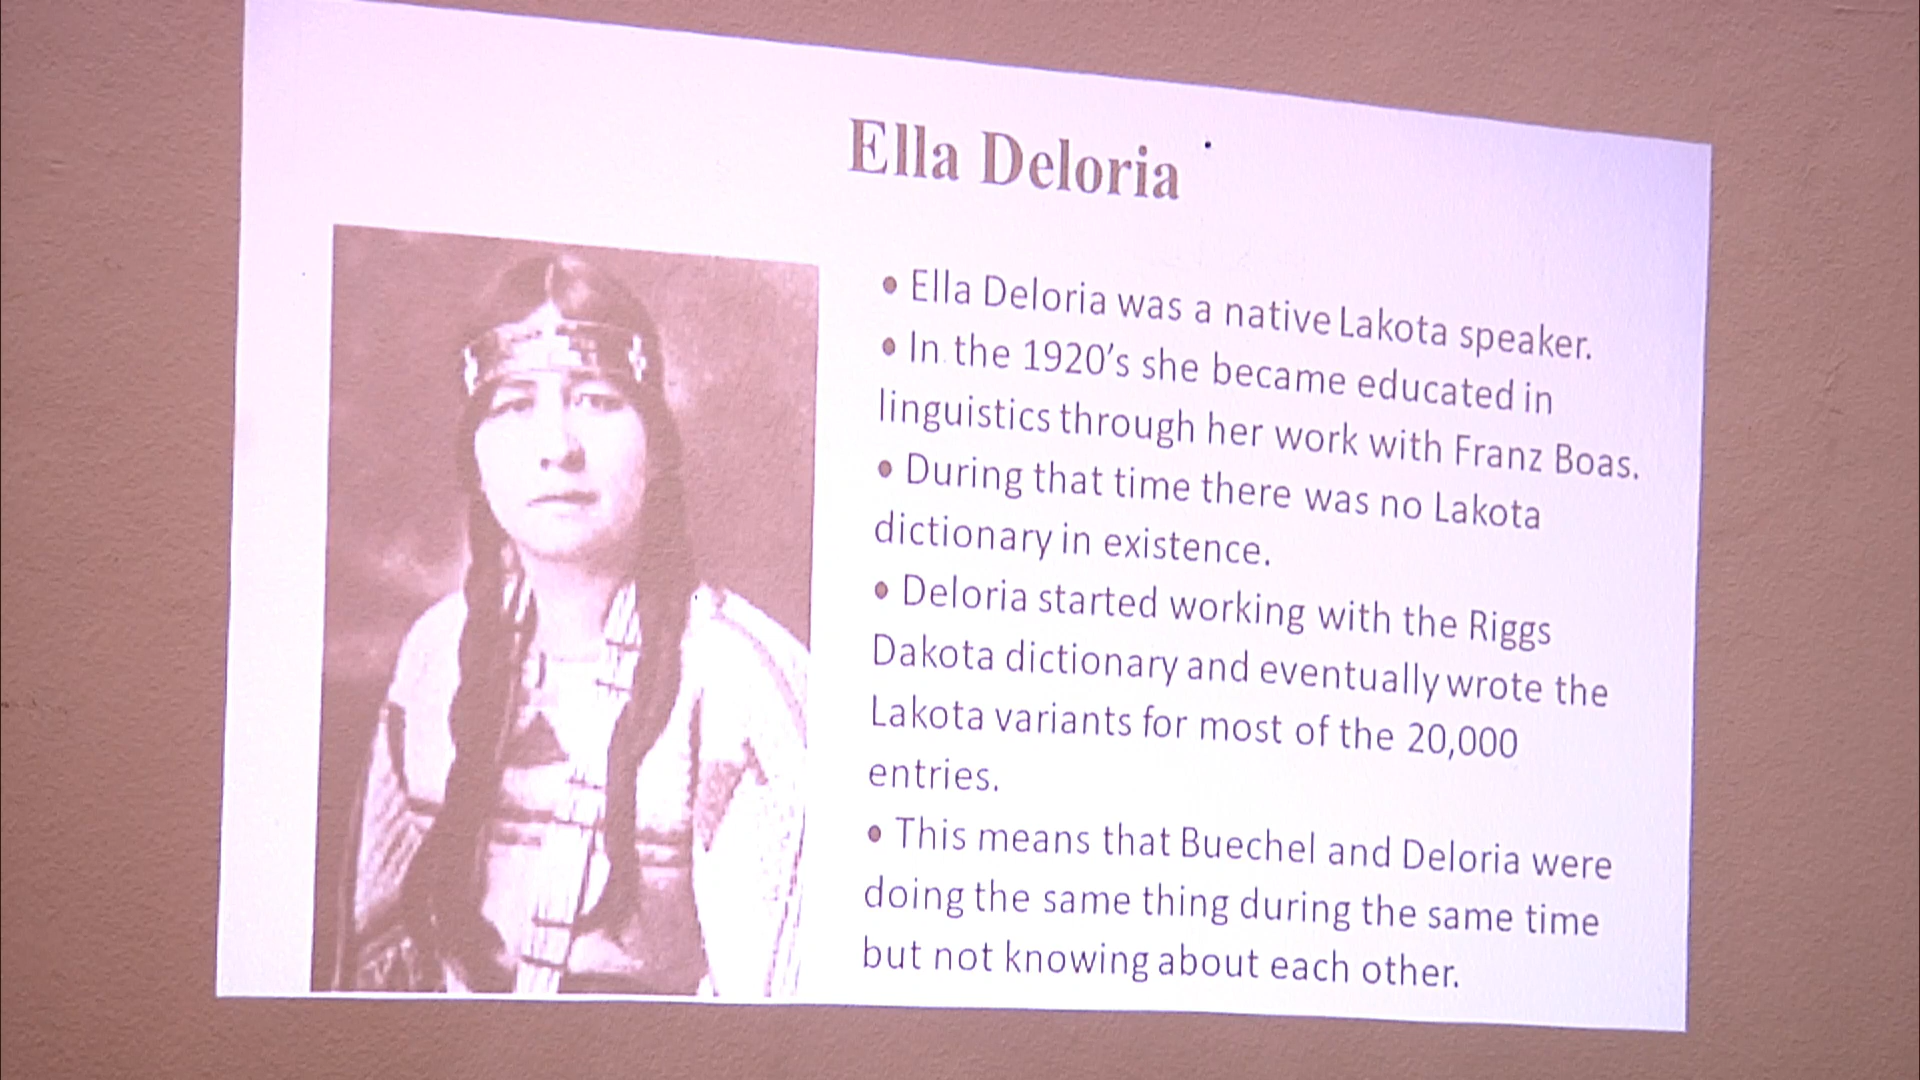 Ella Deloria
• Ella Deloria was a native Lakota speaker.
• In the 1920's she became educated in
linguistics through her work with Franz Boas.
• During that time there was no Lakota
dictionary in existence.
• Deloria started working with the Riggs
Dakota dictionary and eventually wrote the
Lakota variants for most of the 20,000
entries.
• This means that Buechel and Deloria were
doing the same thing during the same time
but not knowing about each other.